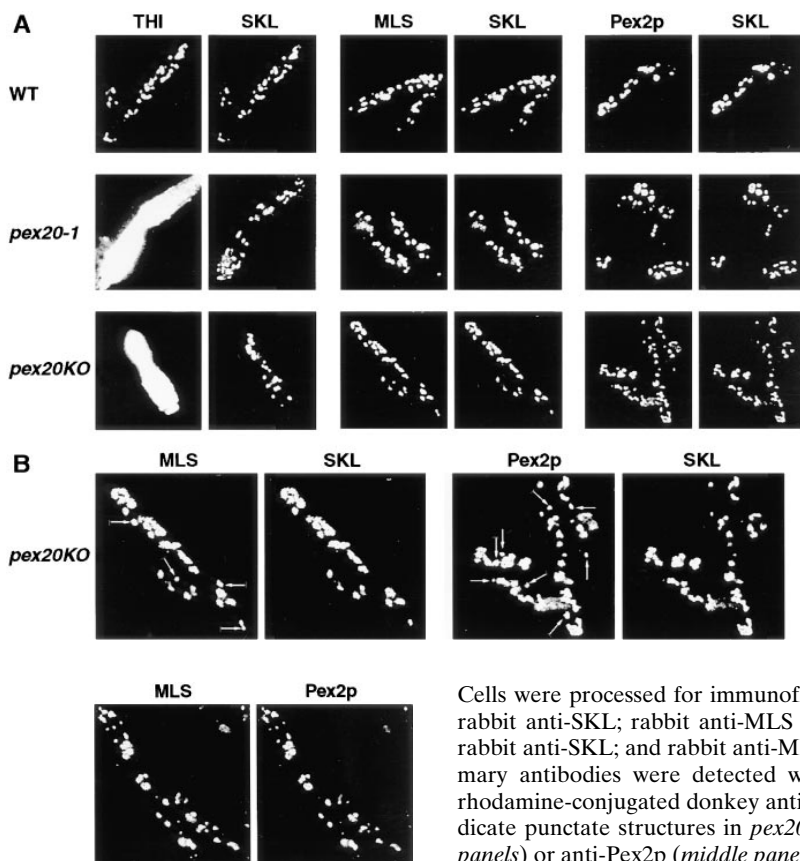 A
THI SKL MLS SKL Pex2p SKL
WT
pex20-1
pex20KO
B
MLS SKL Pex2p SKL
pex20KO
MLS Pex2p
Cells were processed for immunof
rabbit anti-SKL; rabbit anti-MLS
rabbit anti-SKL; and rabbit anti-M
mary antibodies were detected w
rhodamine-conjugated donkey anti
dicate punctate structures in pex20
panels) or anti-Pex2p (middle pane